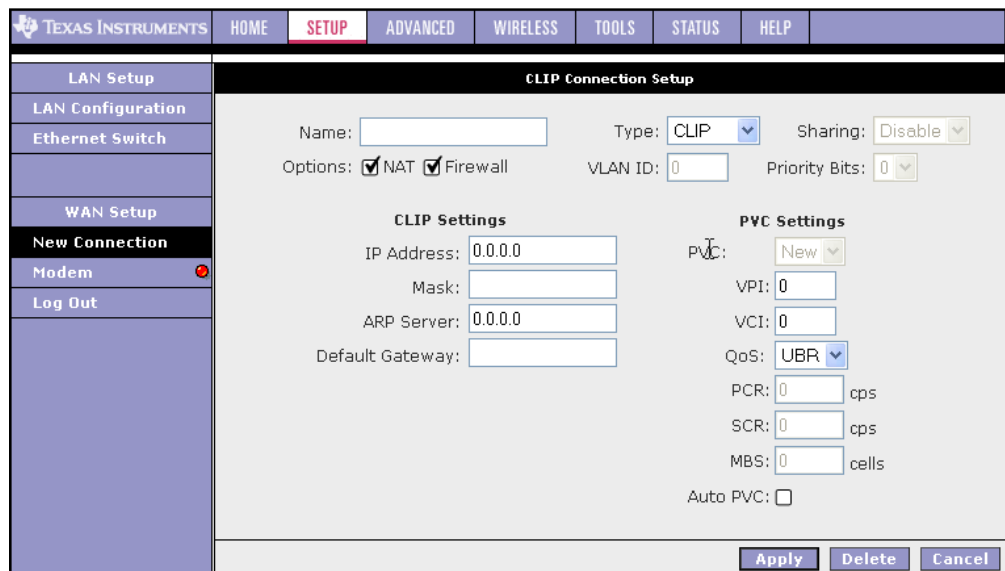 TEXAS INSTRUMENTS HOME SETUP ADVANCED WIRELESS TOOLS STATUS HELP
LAN Setup
LAN Configuration
Ethernet Switch
WAN Setup
New Connection
Modem
Log Out
CLIP Connection Setup
Name: Type: CLIP Sharing: Disable
Options: NAT Firewall VLAN ID: 0 Priority Bits: 0
CLIP Settings
IP Address: 0.0.0.0
Mask:
ARP Server: 0.0.0.0
Default Gateway:
PVC Settings
PVC: New
VPI: 0
VCI: 0
QoS: UBR
PCR: 0 cps
SCR: 0 cps
MBS: 0 cells
Auto PVC:
Apply Delete Cancel